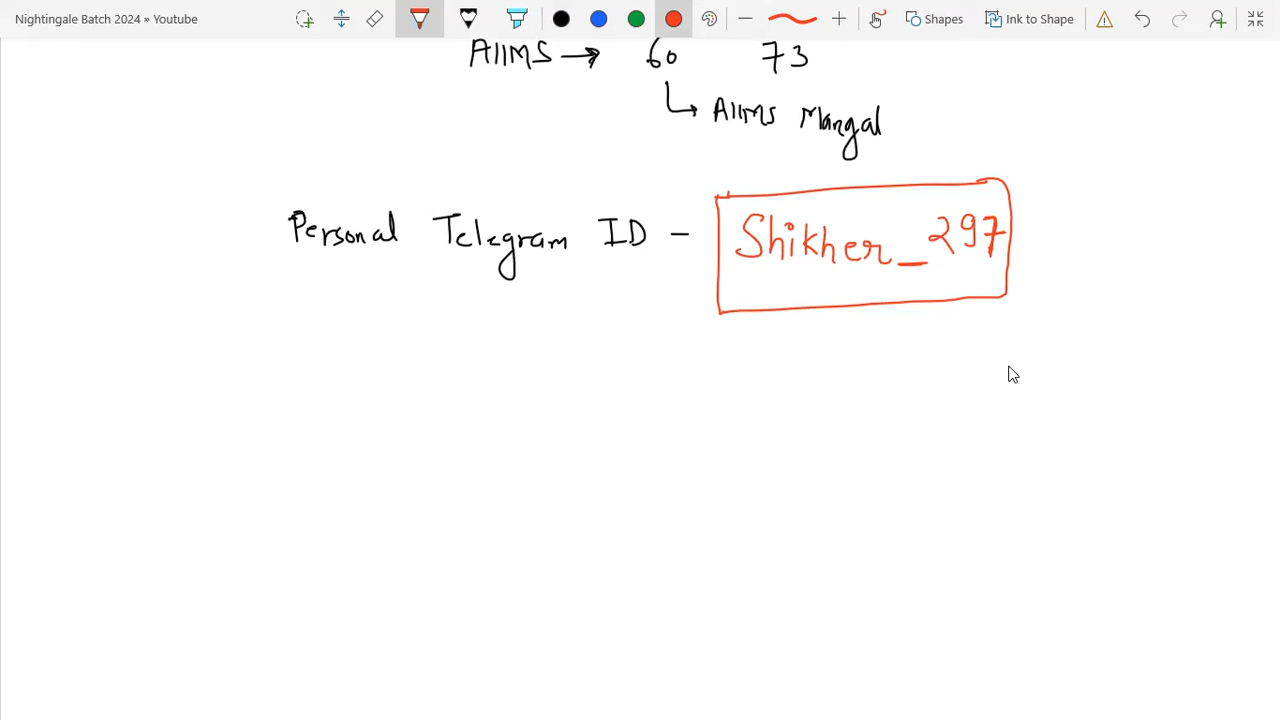 Nightingale Batch 2024 » Youtube
Shapes
Ink to Shape
AIIMS → 60 73
AIIMS Mangal
Personal Telegram ID - Shikher_297